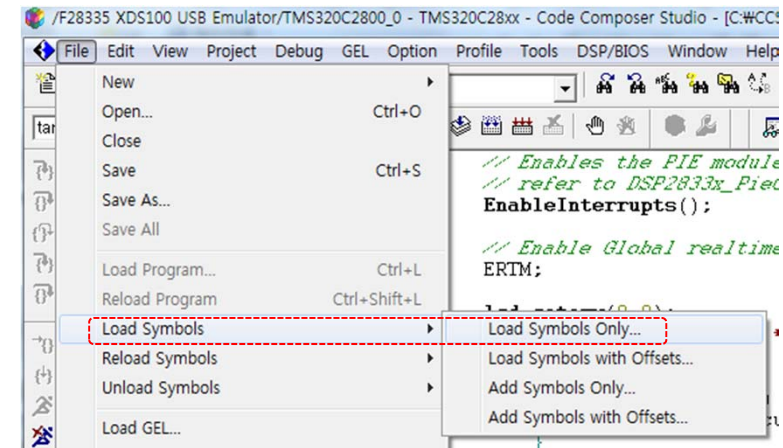 /F28335 XDS100 USB Emulator/TMS320C2800_0 - TMS320C28xx - Code Composer Studio - [C:₩CCS
File Edit View Project Debug GEL Option Profile Tools DSP/BIOS Window Help
New
Open... Ctrl+O
Close
tar
Save Ctrl+S
Save As...
Save All
Load Program... Ctrl+L
Reload Program Ctrl+Shift+L
Load Symbols
Reload Symbols
Unload Symbols
Load GEL...
// Enables the PIE module
// refer to DSP2833x_Pie
EnableInterrupts();
// Enable Global realtime
ERTM;
Load Symbols Only...
Load Symbols with Offsets...
Add Symbols Only...
Add Symbols with Offsets...